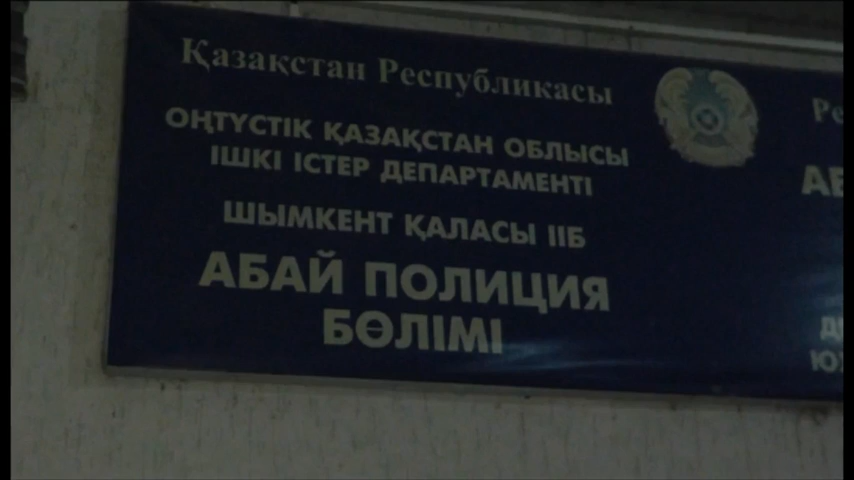 Қазақстан Республикасы
ОҢТҮСТІК ҚАЗАҚСТАН ОБЛЫСЫ
ІШКІ ІСТЕР ДЕПАРТАМЕНТІ
ШЫМКЕНТ ҚАЛАСЫ ІІБ
АБАЙ ПОЛИЦИЯ
БӨЛІМІ